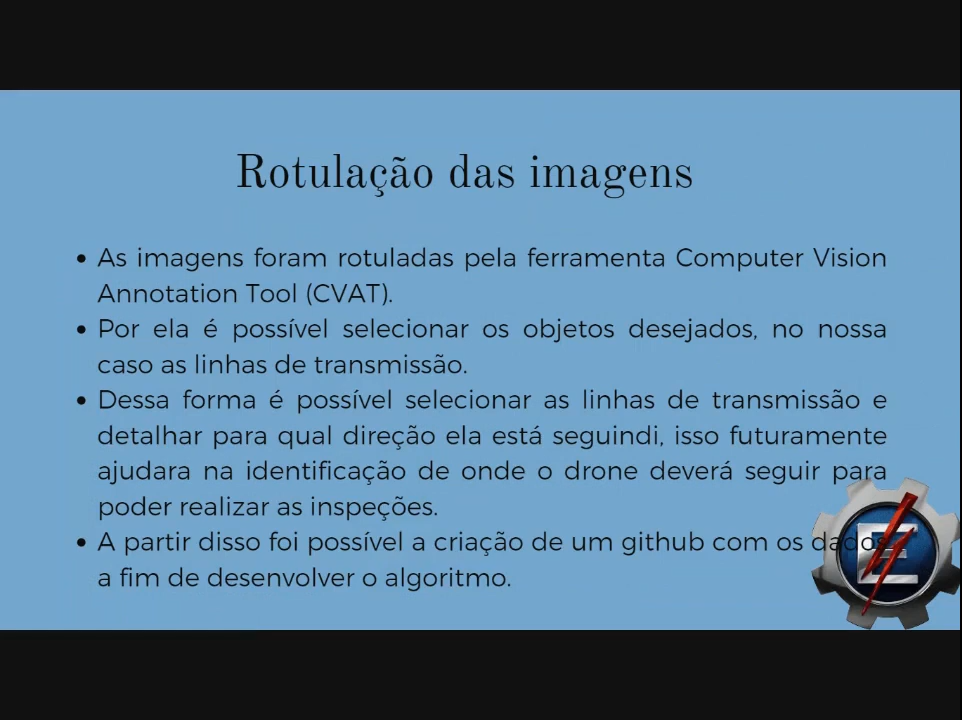 Rotulação das imagens
• As imagens foram rotuladas pela ferramenta Computer Vision
Annotation Tool (CVAT).
• Por ela é possível selecionar os objetos desejados, no nossa
caso as linhas de transmissão.
• Dessa forma é possível selecionar as linhas de transmissão e
detalhar para qual direção ela está seguindi, isso futuramente
ajudara na identificação de onde o drone deverá seguir para
poder realizar as inspeções.
• A partir disso foi possível a criação de um github com os dados
a fim de desenvolver o algoritmo.
E